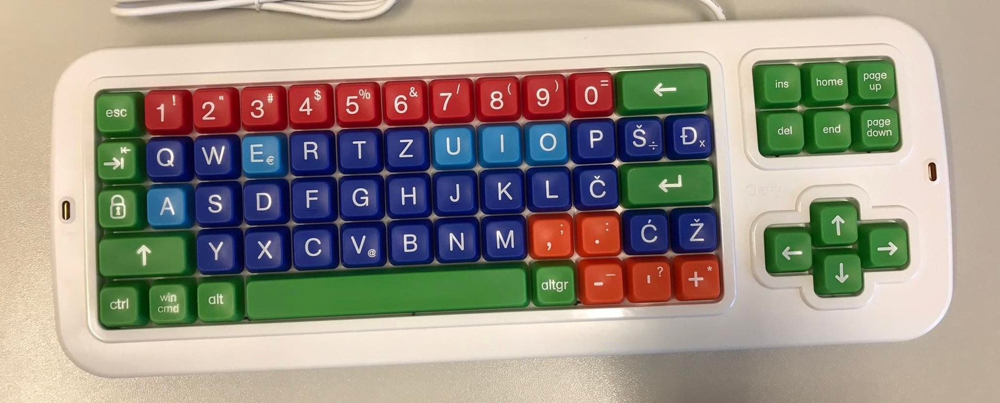 esc 1 ! 2 " 3 # 4 $ 5 % 6 & 7 / 8 ( 9 ) 0 = ←
Q W E € R T Z U I O P Š ÷ Đ x
A S D F G H J K L Č
↑ Y X C V @ B N M , ; . : Ć Ž
ctrl win cmd alt altgr - _ ' ? + *
ins home page up
del end page down
↑
← ↓ →